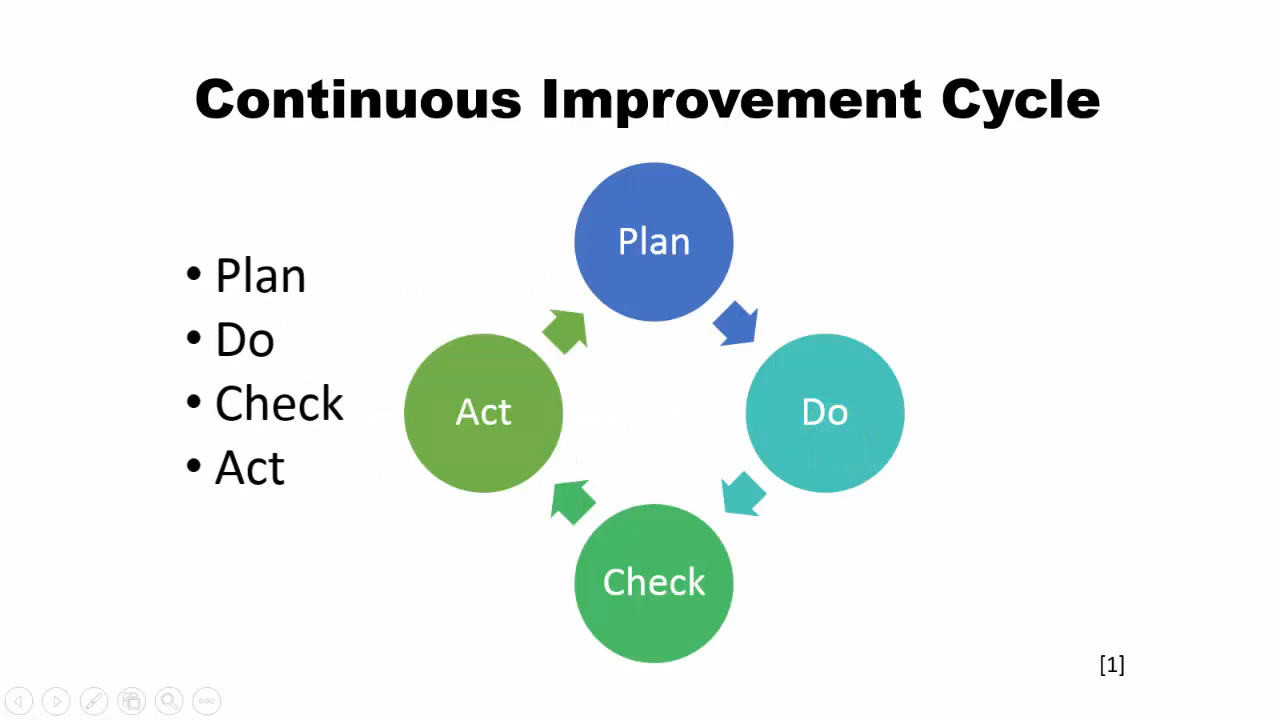 Continuous Improvement Cycle
• Plan
• Do
• Check
• Act
Plan
Do
Check
Act
[1]